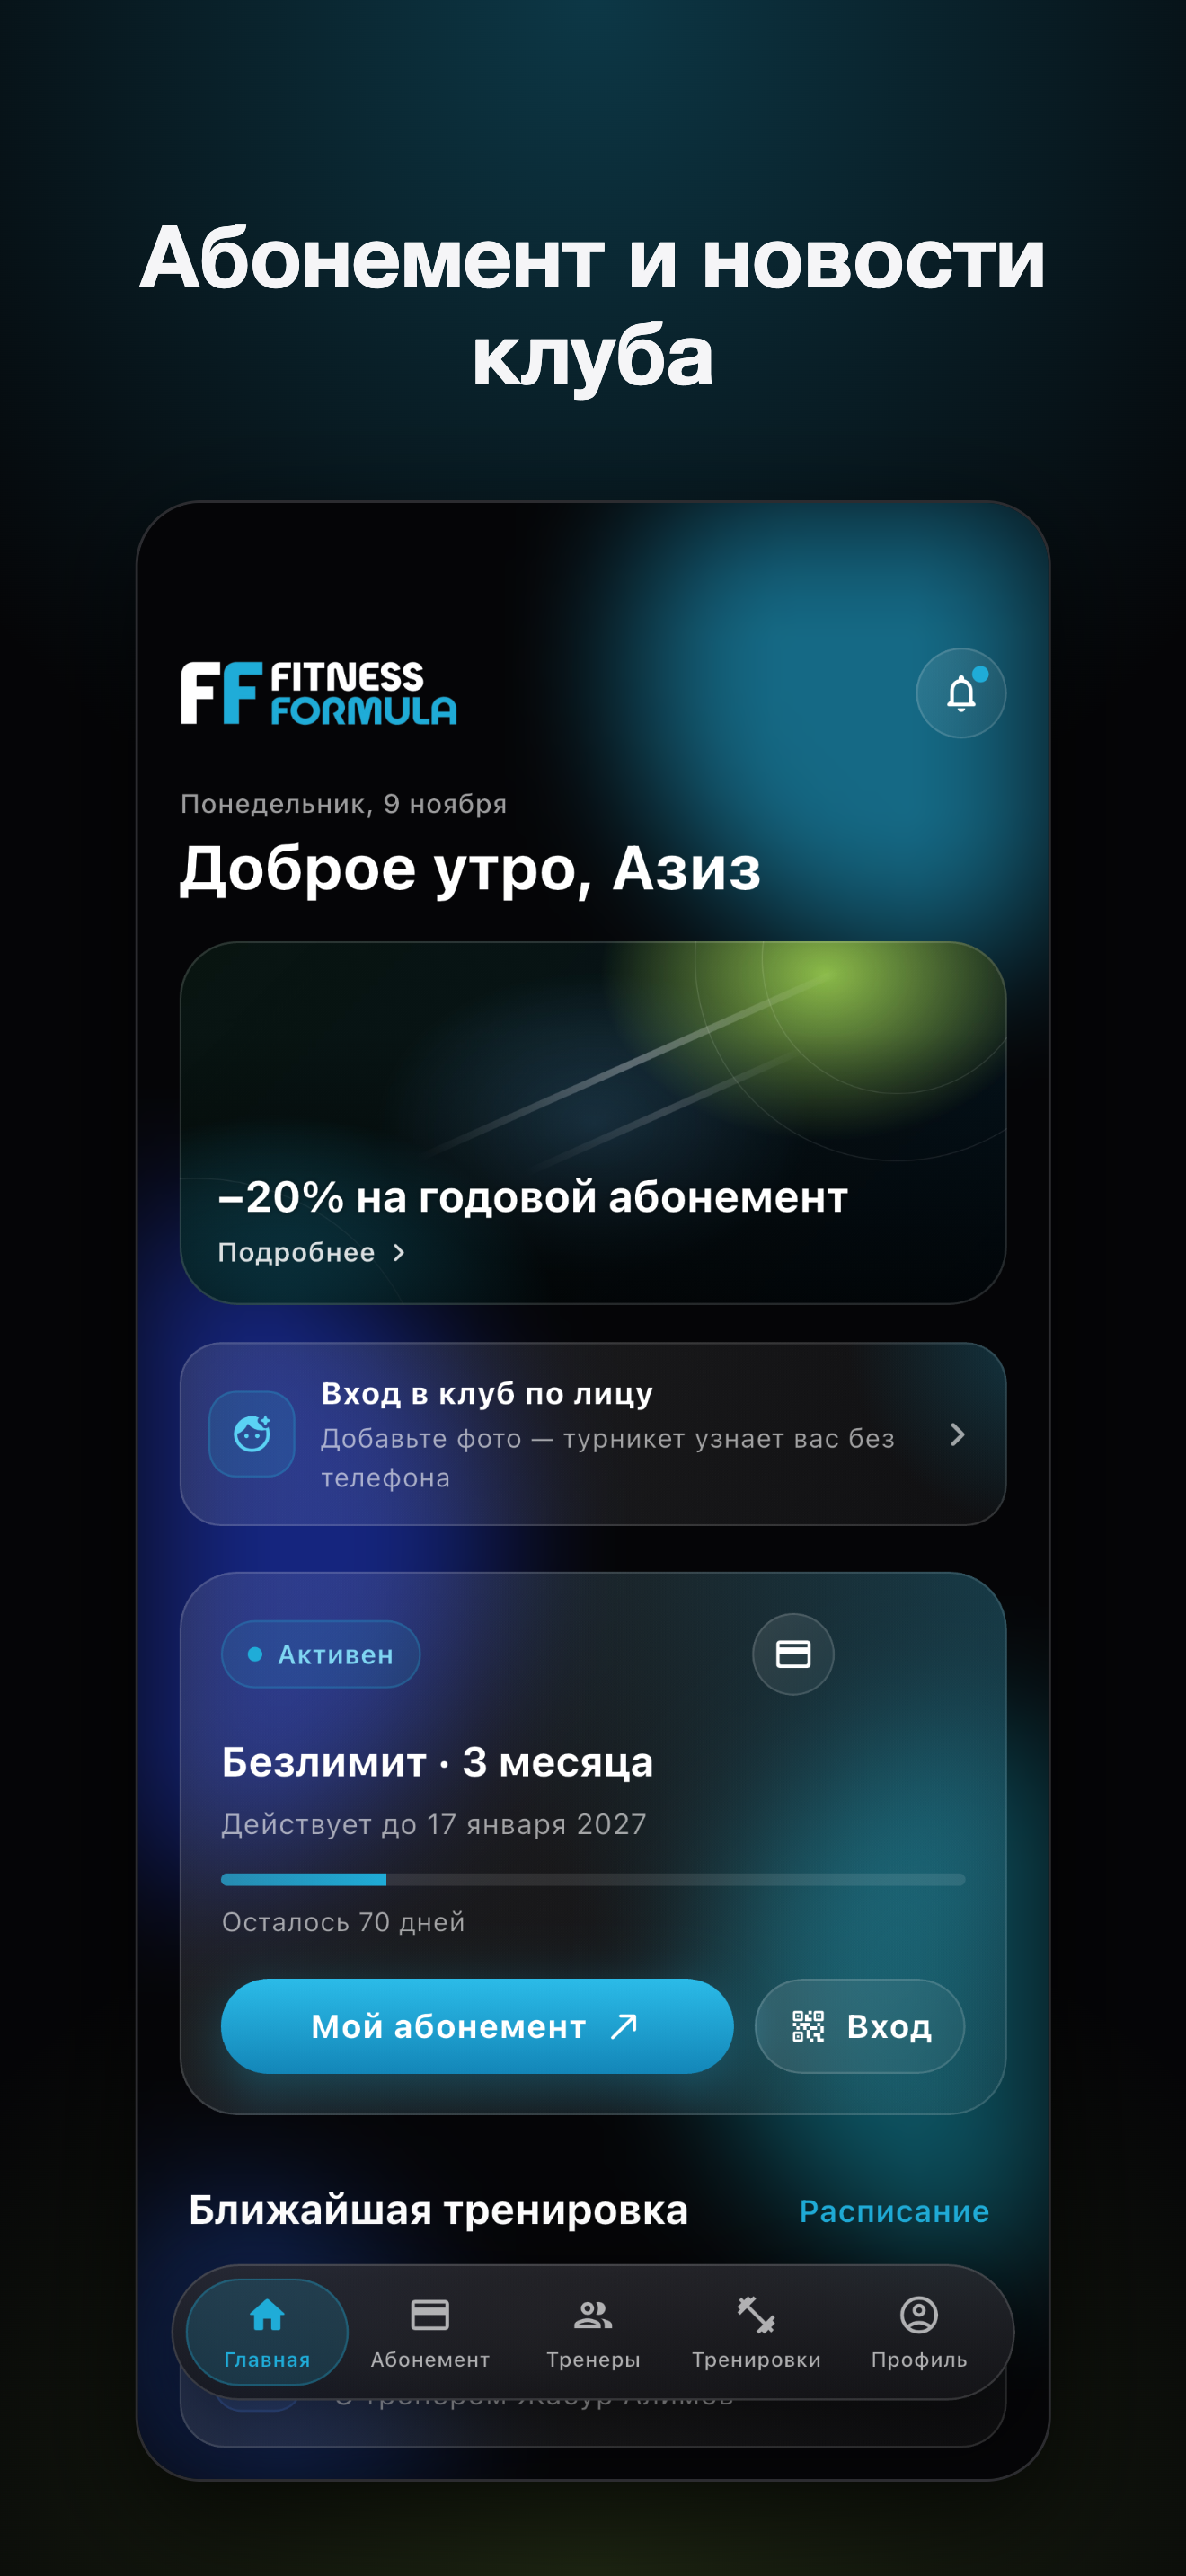 Абонемент и новости
клуба
FF FITNESS
FORMULA
Понедельник, 9 ноября
Доброе утро, Азиз
–20% на годовой абонемент
Подробнее
Вход в клуб по лицу
Добавьте фото — турникет узнает вас без
телефона
Активен
Безлимит · 3 месяца
Действует до 17 января 2027
Осталось 70 дней
Мой абонемент
Вход
Ближайшая тренировка
Расписание
Главная
Абонемент
Тренеры
Тренировки
Профиль